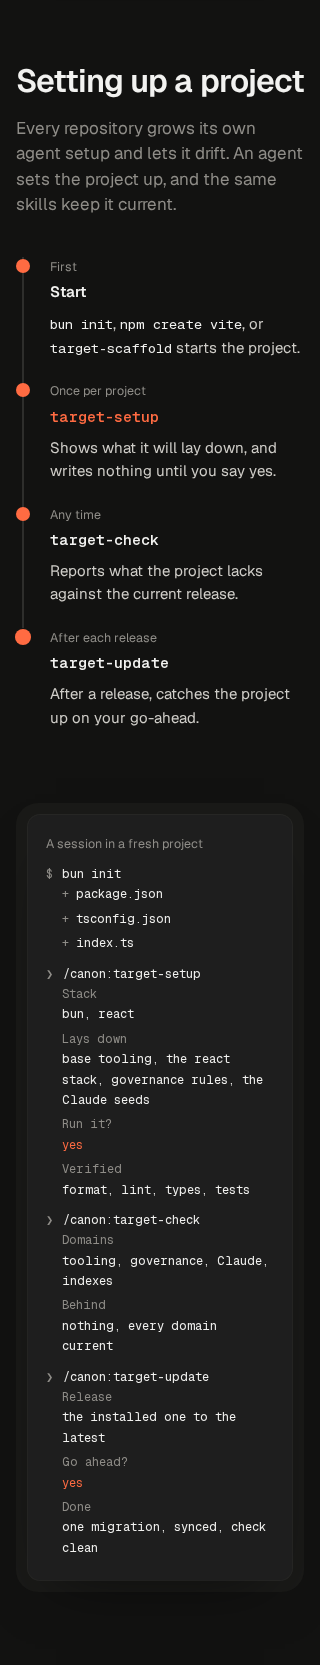 Setting up a project
Every repository grows its own
agent setup and lets it drift. An agent
sets the project up, and the same
skills keep it current.
First
Start
bun init, npm create vite, or
target-scaffold starts the project.
Once per project
target-setup
Shows what it will lay down, and
writes nothing until you say yes.
Any time
target-check
Reports what the project lacks
against the current release.
After each release
target-update
After a release, catches the project
up on your go-ahead.
A session in a fresh project
$ bun init
+ package.json
+ tsconfig.json
+ index.ts
❯ /canon:target-setup
Stack
bun, react
Lays down
base tooling, the react
stack, governance rules, the
Claude seeds
Run it?
yes
Verified
format, lint, types, tests
❯ /canon:target-check
Domains
tooling, governance, Claude,
indexes
Behind
nothing, every domain
current
❯ /canon:target-update
Release
the installed one to the
latest
Go ahead?
yes
Done
one migration, synced, check
clean